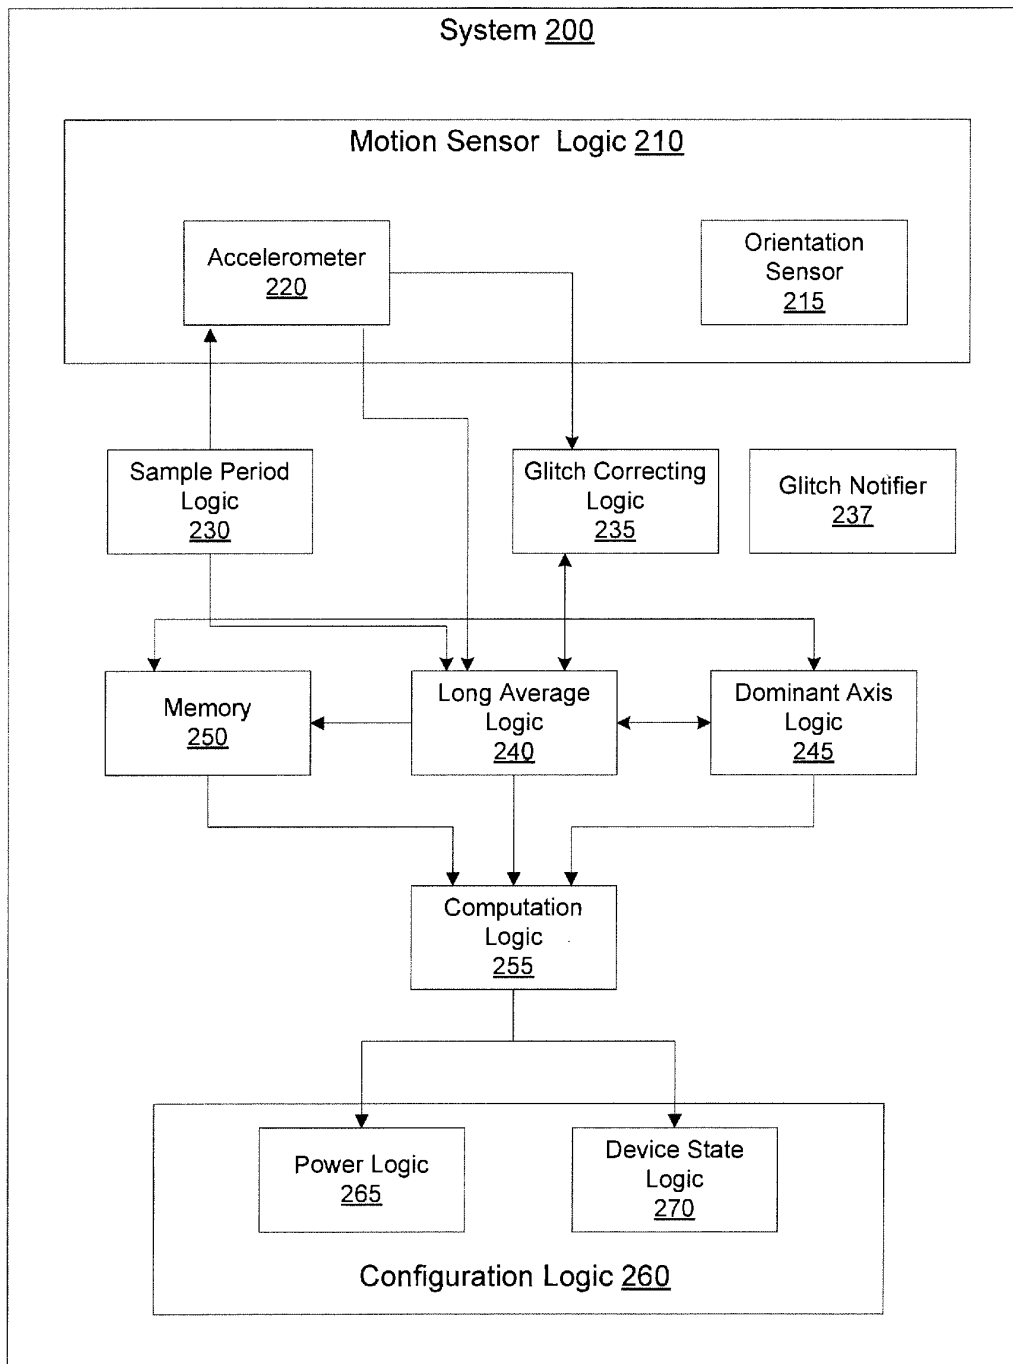 System 200
Motion Sensor Logic 210
Accelerometer
220
Orientation
Sensor
215
Sample Period
Logic
230
Glitch Correcting
Logic
235
Glitch Notifier
237
Memory
250
Long Average
Logic
240
Dominant Axis
Logic
245
Computation
Logic
255
Power Logic
265
Device State
Logic
270
Configuration Logic 260